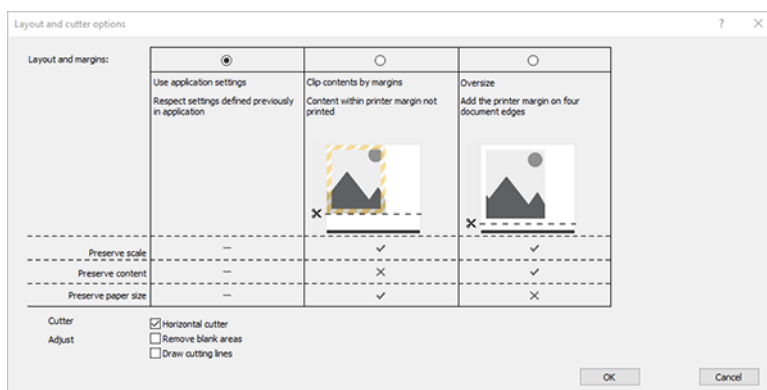 Layout and cutter options
?
Layout and margins:
Use application settings
Clip contents by margins
Oversize
Respect settings defined previously
in application
Content within printer margin not
printed
Add the printer margin on four
document edges
Preserve scale
Preserve content
Preserve paper size
Cutter
Horizontal cutter
Adjust
Remove blank areas
Draw cutting lines
OK
Cancel